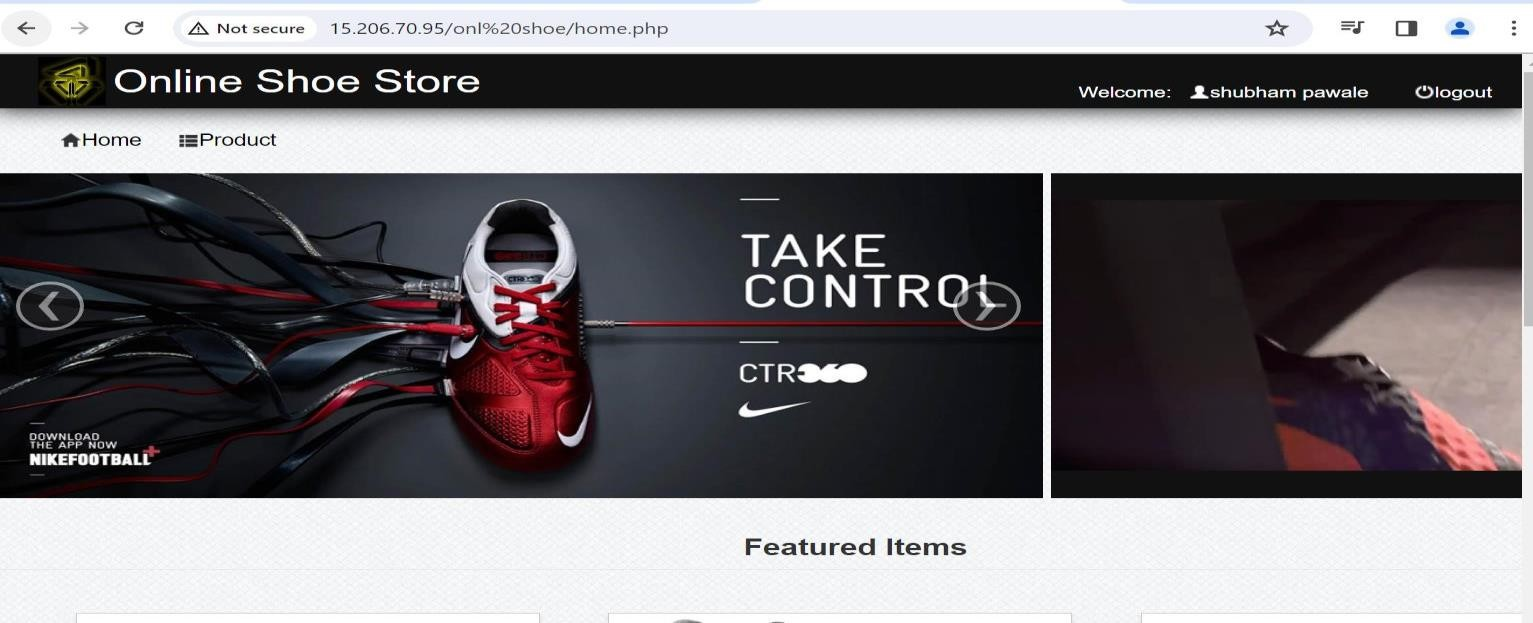 Not secure 15.206.70.95/onl%20shoe/home.php
Online Shoe Store
Welcome: shubham pawale logout
Home Product
TAKE
CONTROL
CTR360
DOWNLOAD
THE APP NOW
NIKEFOOTBALL+
Featured Items